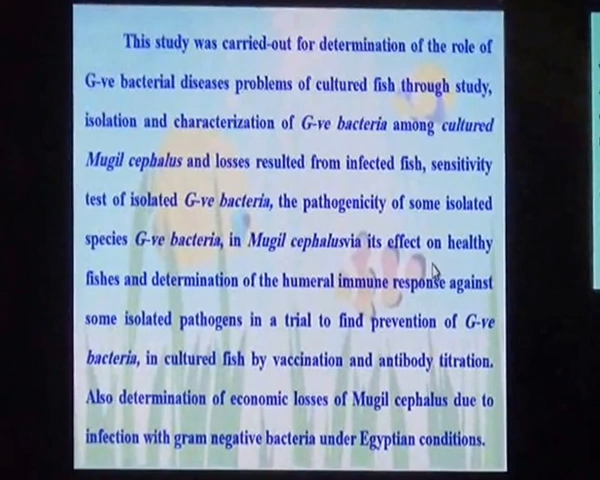 This study was carried-out for determination of the role of
G-ve bacterial diseases problems of cultured fish through study,
isolation and characterization of G-ve bacteria among cultured
Mugil cephalus and losses resulted from infected fish, sensitivity
test of isolated G-ve bacteria, the pathogenicity of some isolated
species G-ve bacteria, in Mugil cephalusvia its effect on healthy
fishes and determination of the humeral immune response against
some isolated pathogens in a trial to find prevention of G-ve
bacteria, in cultured fish by vaccination and antibody titration.
Also determination of economic losses of Mugil cephalus due to
infection with gram negative bacteria under Egyptian conditions.